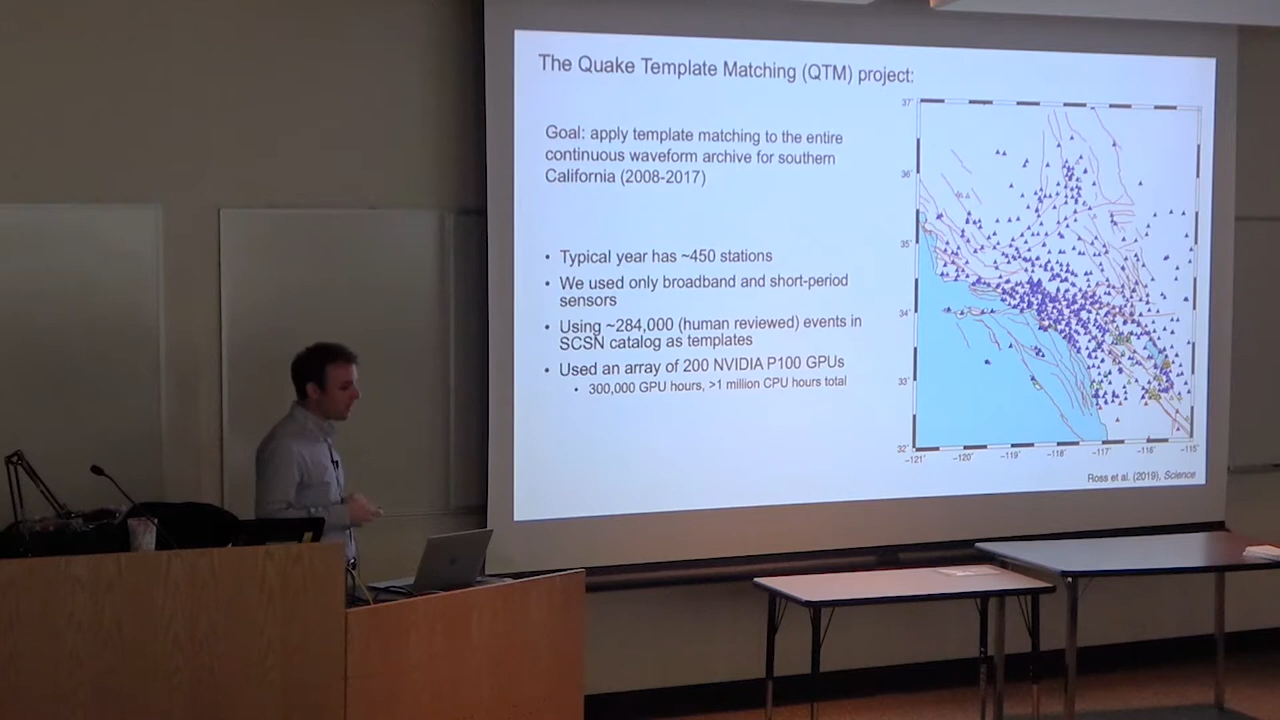 The Quake Template Matching (QTM) project:
Goal: apply template matching to the entire
continuous waveform archive for southern
California (2008-2017)
• Typical year has ~450 stations
• We used only broadband and short-period
sensors
• Using ~284,000 (human reviewed) events in
SCSN catalog as templates
• Used an array of 200 NVIDIA P100 GPUs
• 300,000 GPU hours, >1 million CPU hours total
37°
36°
35°
34°
33°
32°
-121° -120° -119° -118° -117° -116° -115°
Ross et al. (2019), Science